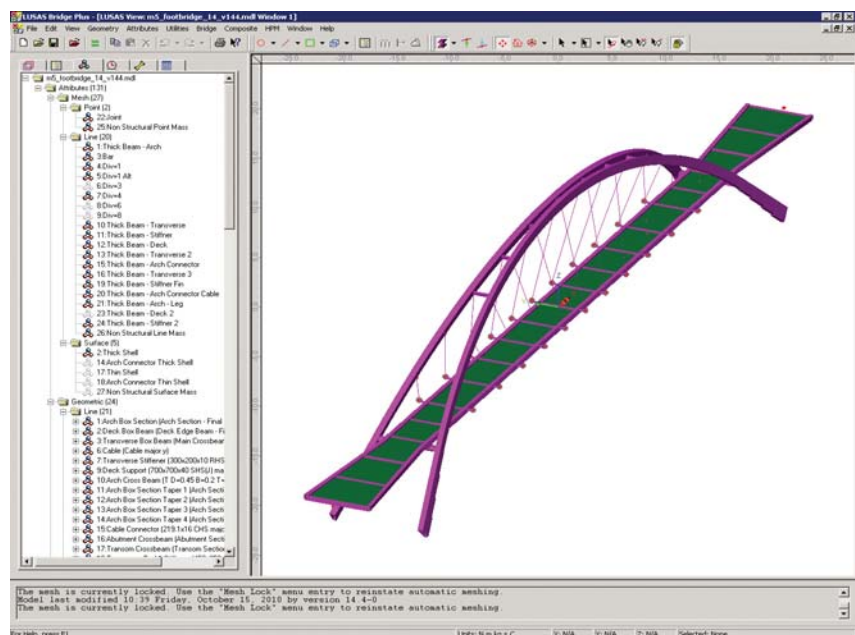 LUSAS Bridge Plus - [LUSAS View: m5_footbridge_14_v144.mdl Window 1]
File Edit View Geometry Attributes Utilities Bridge Composite HPM Window Help
m5_footbridge_14_v144.mdl
Attributes (131)
Mesh (27)
Point (2)
22:Joint
25:Non Structural Point Mass
Line (20)
1:Thick Beam - Arch
3:Bar
4:Div=1
5:Div=1 Alt
6:Div=3
7:Div=4
8:Div=6
9:Div=8
10:Thick Beam - Transverse
11:Thick Beam - Stiffner
12:Thick Beam - Deck
13:Thick Beam - Transverse 2
15:Thick Beam - Arch Connector
16:Thick Beam - Transverse 3
19:Thick Beam - Stiffner Fin
20:Thick Beam - Arch Connector Cable
21:Thick Beam - Arch - Leg
23:Thick Beam - Deck 2
24:Thick Beam - Stiffner 2
26:Non Structural Line Mass
Surface (5)
2:Thick Shell
14:Arch Connector Thick Shell
17:Thin Shell
18:Arch Connector Thin Shell
27:Non Structural Surface Mass
Geometric (24)
Line (21)
1:Arch Box Section (Arch Section - Final
2:Deck Box Beam (Deck Edge Beam - Fi
3:Transverse Box Beam (Main Crossbear
6:Cable (Cable major y)
7:Transverse Stiffener (300x200x10 RHS
9:Deck Support (700x700x40 SHS(J) ma
10:Arch Cross Beam (T D=0.45 B=0.2 T=
11:Arch Box Section Taper 1 (Arch Secti
12:Arch Box Section Taper 2 (Arch Secti
13:Arch Box Section Taper 3 (Arch Secti
14:Arch Box Section Taper 4 (Arch Secti
15:Cable Connector (219.1x16 CHS majc
16:Abutment Crossbeam (Abutment Secti
17:Transom Crossbeam (Transom Section
The mesh is currently locked. Use the "Mesh Lock" menu entry to reinstate automatic meshing.
Model last modified 10:39 Friday, October 15, 2010 by version 14.4-0
The mesh is currently locked. Use the "Mesh Lock" menu entry to reinstate automatic meshing.
For Help, press F1
Units: N,m,kg,s,C X: N/A Y: N/A Z: N/A Selected: None